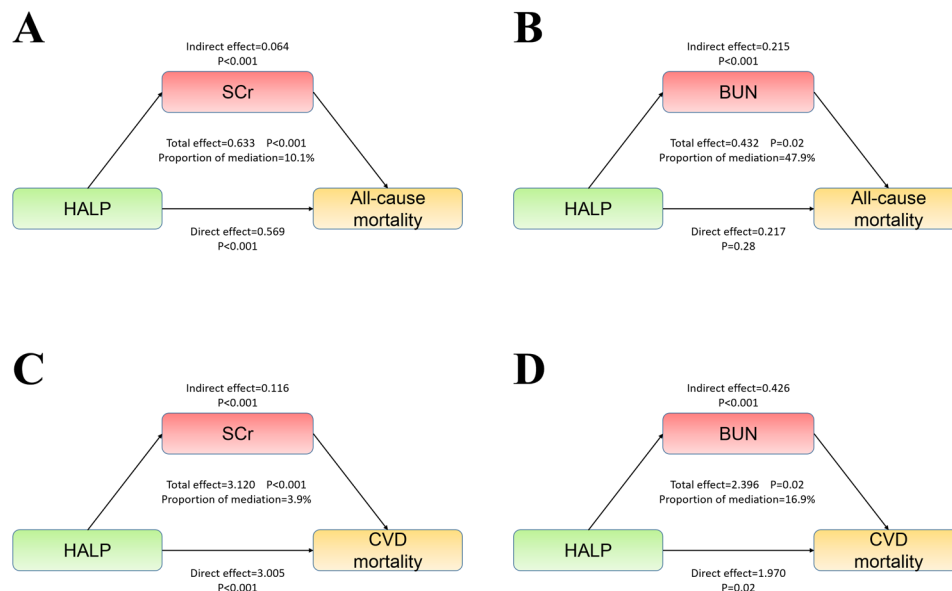 A
Indirect effect=0.064
P<0.001
SCr
Total effect=0.633 P<0.001
Proportion of mediation=10.1%
HALP
All-cause
mortality
Direct effect=0.569
P<0.001
B
Indirect effect=0.215
P<0.001
BUN
Total effect=0.432 P=0.02
Proportion of mediation=47.9%
HALP
All-cause
mortality
Direct effect=0.217
P=0.28
C
Indirect effect=0.116
P<0.001
SCr
Total effect=3.120 P<0.001
Proportion of mediation=3.9%
HALP
CVD
mortality
Direct effect=3.005
P<0.001
D
Indirect effect=0.426
P<0.001
BUN
Total effect=2.396 P=0.02
Proportion of mediation=16.9%
HALP
CVD
mortality
Direct effect=1.970
P=0.02